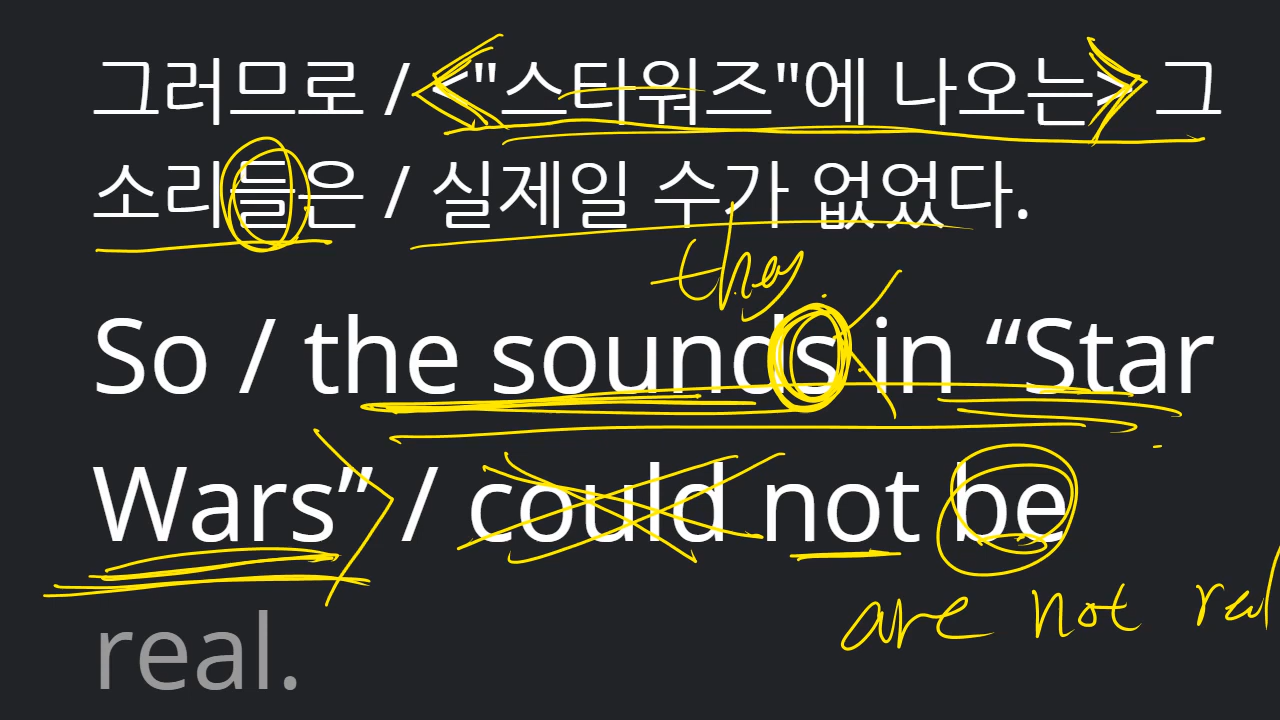 그러므로 / <"스타워즈"에 나오는> 그
소리들은 / 실제일 수가 없었다.
they
So / the sounds in “Star
Wars” / could not be
are not real
real.